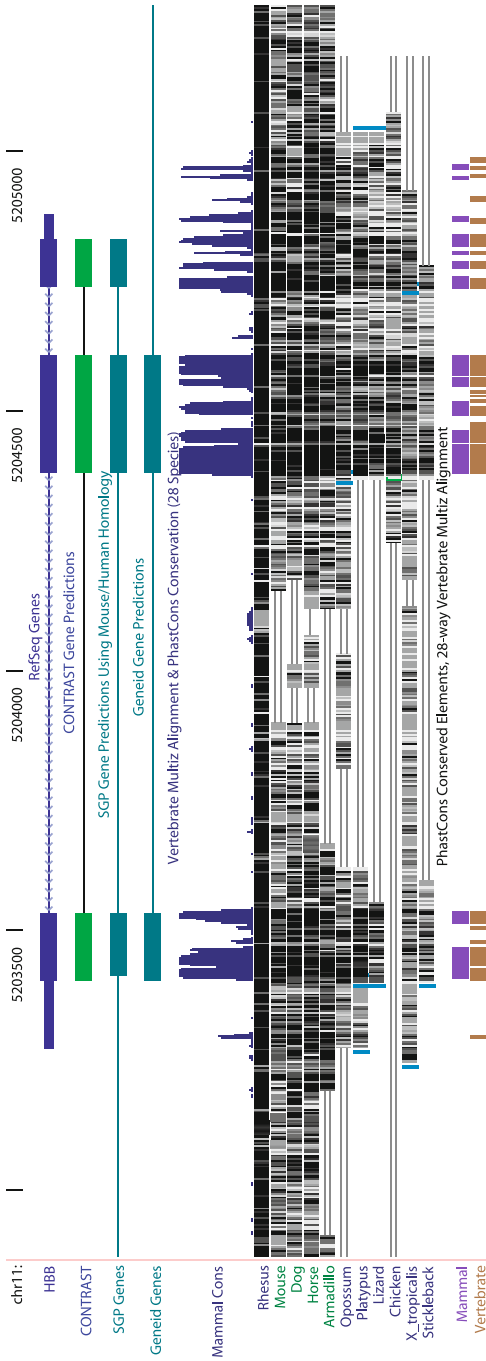 chr11:
5203500
5204000
5204500
5205000
RefSeq Genes
HBB
CONTRAST Gene Predictions
CONTRAST
SGP Gene Predictions Using Mouse/Human Homology
SGP Genes
Geneid Gene Predictions
Geneid Genes
Vertebrate Multiz Alignment & PhastCons Conservation (28 Species)
Mammal Cons
Rhesus
Mouse
Dog
Horse
Armadillo
Opossum
Platypus
Lizard
Chicken
X_tropicalis
Stickleback
PhastCons Conserved Elements, 28-way Vertebrate Multiz Alignment
Mammal
Vertebrate